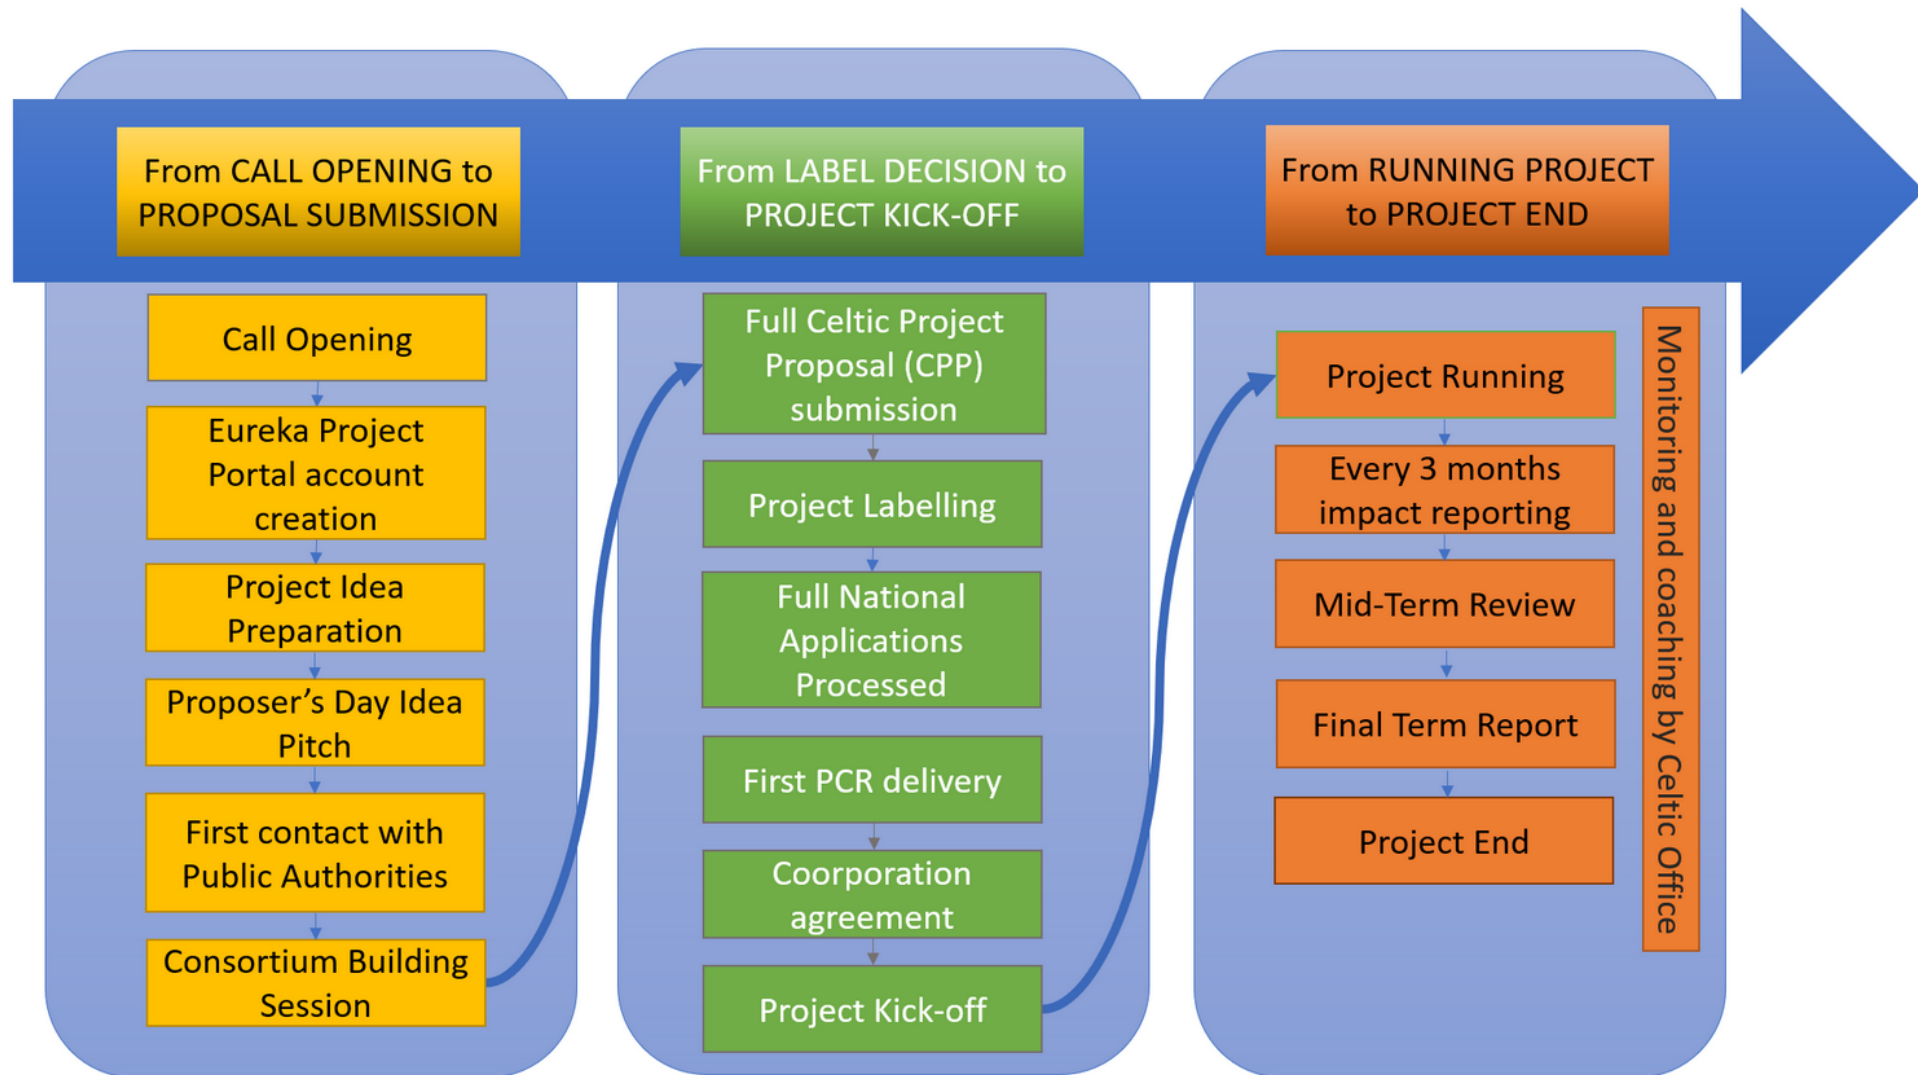 From CALL OPENING to
PROPOSAL SUBMISSION
From LABEL DECISION to
PROJECT KICK-OFF
From RUNNING PROJECT
to PROJECT END
Call Opening
Eureka Project
Portal account
creation
Project Idea
Preparation
Proposer’s Day Idea
Pitch
First contact with
Public Authorities
Consortium Building
Session
Full Celtic Project
Proposal (CPP)
submission
Project Labelling
Full National
Applications
Processed
First PCR delivery
Coorporation
agreement
Project Kick-off
Project Running
Every 3 months
impact reporting
Mid-Term Review
Final Term Report
Project End
Monitoring and coaching by Celtic Office